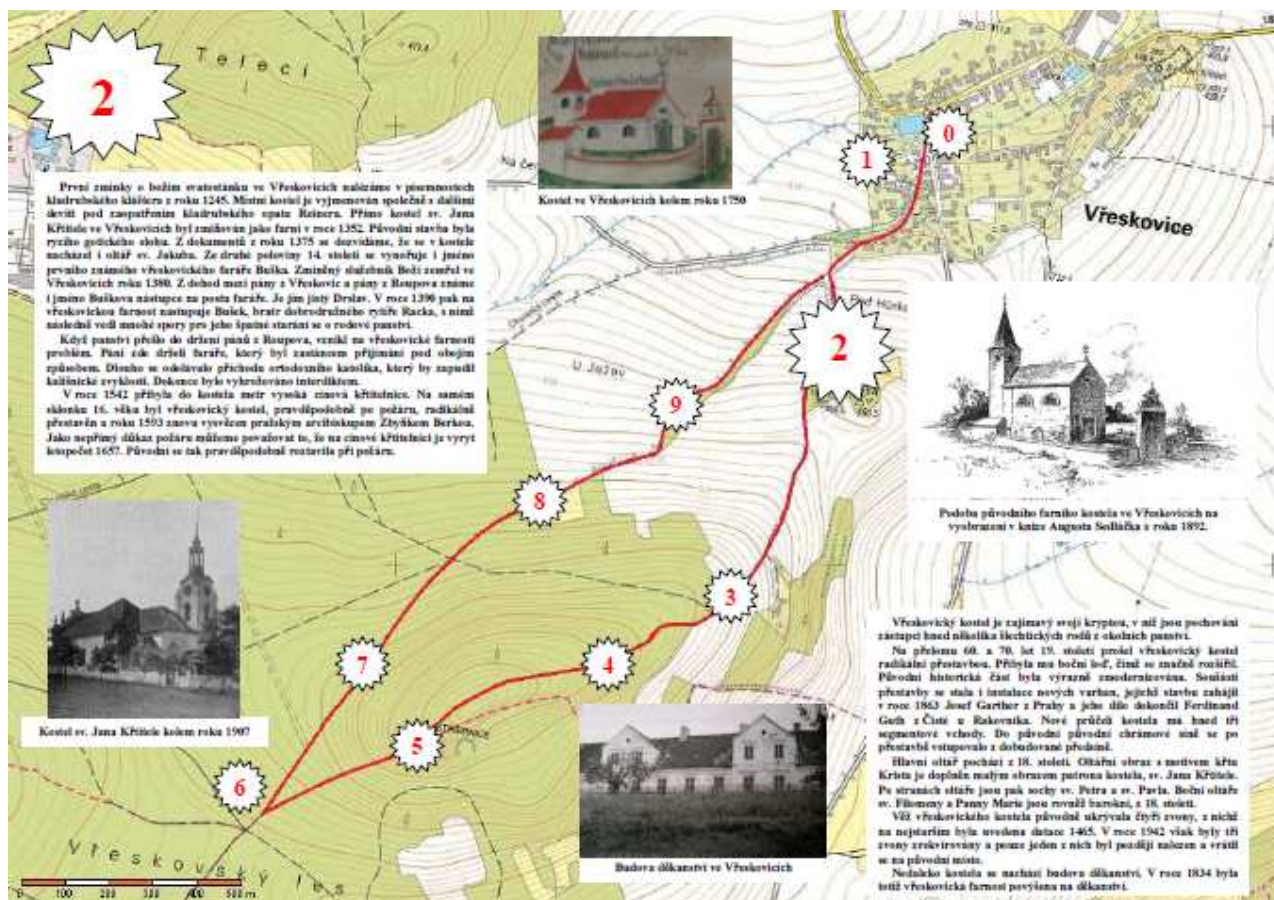 2
Telecí
Kostel ve Vřeskovicích kolem roku 1750
0
1
Vřeskovice
První zmínky o božím svatostánku ve Vřeskovicích nalézáme v písemnostech
kladrubského kláštera z roku 1245. Místní kostel je vyjmenován společně s dalšími
devíti pod zaopatřením kladrubského opata Reinera. Přímo kostel sv. Jana
Křtitele ve Vřeskovicích byl zmiňován jako farní v roce 1352. Původní stavba byla
ryzího gotického slohu. Z dokumentů z roku 1375 se dozvídáme, že se v kostele
nacházel i oltář sv. Jakuba. Ze druhé poloviny 14. století se vynořuje i jméno
prvního známého vřeskovického faráře Buška. Zmíněný služebník Boží zemřel ve
Vřeskovicích roku 1380. Z dohod mezi pány z Vřeskovic a pány z Roupova známe
i jméno Buškova nástupce na postu faráře. Je jím jistý Drslav. V roce 1390 pak na
vřeskovickou farnost nastupuje Bušek, bratr dobrodružného rytíře Racka, s nímž
následně vedl mnohé spory pro jeho špatné starání se o rodové panství.
Když panství přešlo do držení pánů z Roupova, vznikl na vřeskovické farnosti
problém. Páni zde drželi faráře, který byl zastáncem přijímání pod obojím
způsobem. Dlouho se odolávalo příchodu ortodoxního katolíka, který by zapudil
kališnické zvyklosti. Dokonce bylo vyhrožováno interdiktem.
V roce 1542 přibyla do kostela metr vysoká cínová křtitelnice. Na samém
sklonku 16. věku byl vřeskovický kostel, pravděpodobně po požáru, radikálně
přestavěn a roku 1593 znovu vysvěcen pražským arcibiskupem Zbyňkem Berkou.
Jako nepřímý důkaz požáru můžeme považovat to, že na cínové křtitelnici je vyryt
letopočet 1657. Původní se tak pravděpodobně roztavila při požáru.
2
U Jezby
9
8
Podoba původního farního kostela ve Vřeskovicích na
vyobrazení v knize Augusta Sedláčka z roku 1892.
3
4
7
5
6
Kostel sv. Jana Křtitele kolem roku 1907
Budova děkanství ve Vřeskovicích
Vřeskovický kostel je zajímavý svojí kryptou, v níž jsou pochováni
zástupci hned několika šlechtických rodů z okolních panství.
Na přelomu 60. a 70. let 19. století prošel vřeskovický kostel
radikální přestavbou. Přibyla mu boční loď, čímž se značně rozšířil.
Původní historická část byla výrazně zmodernizována. Součástí
přestavby se stala i instalace nových varhan, jejichž stavbu zahájil
v roce 1863 Josef Garther z Prahy a jeho dílo dokončil Ferdinand
Guth z Čisté u Rakovníka. Nové průčelí kostela má hned tři
segmentové vchody. Do původní původní chrámové síně se po
přestavbě vstupovalo z dobudované předsíně.
Hlavní oltář pochází z 18. století. Oltářní obraz s motivem křtu
Krista je doplněn malým obrazem patrona kostela, sv. Jana Křtitele.
Po stranách oltáře jsou pak sochy sv. Petra a sv. Pavla. Boční oltáře
sv. Filomeny a Panny Marie jsou rovněž barokní, z 18. století.
Věž vřeskovického kostela původně ukrývala čtyři zvony, z nichž
na nejstarším byla uvedena datace 1465. V roce 1942 však byly tři
zvony zrekvírovány a pouze jeden z nich byl později nalezen a vrátil
se na původní místo.
Nedaleko kostela se nachází budova děkanství. V roce 1834 byla
totiž vřeskovická farnost povýšena na děkanství.
Vřeskovský les
0 100 200 300 400 500 m